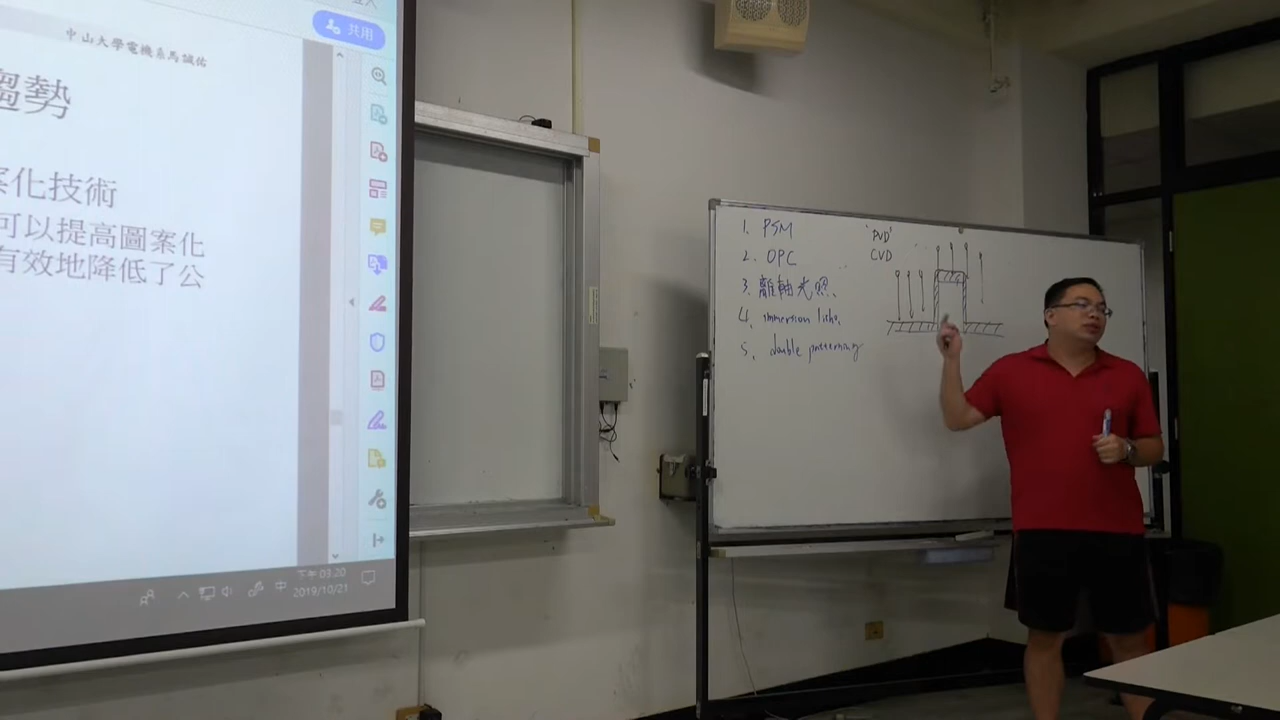 共用
中山大學電機系馬誠佑
趨勢
案化技術
可以提高圖案化
有效地降低了公
中
下午 03:20
2019/10/21
1. PSM
2. OPC
3. 離軸光照、
4. immersion litho.
5. double patterning
"PVD"
CVD